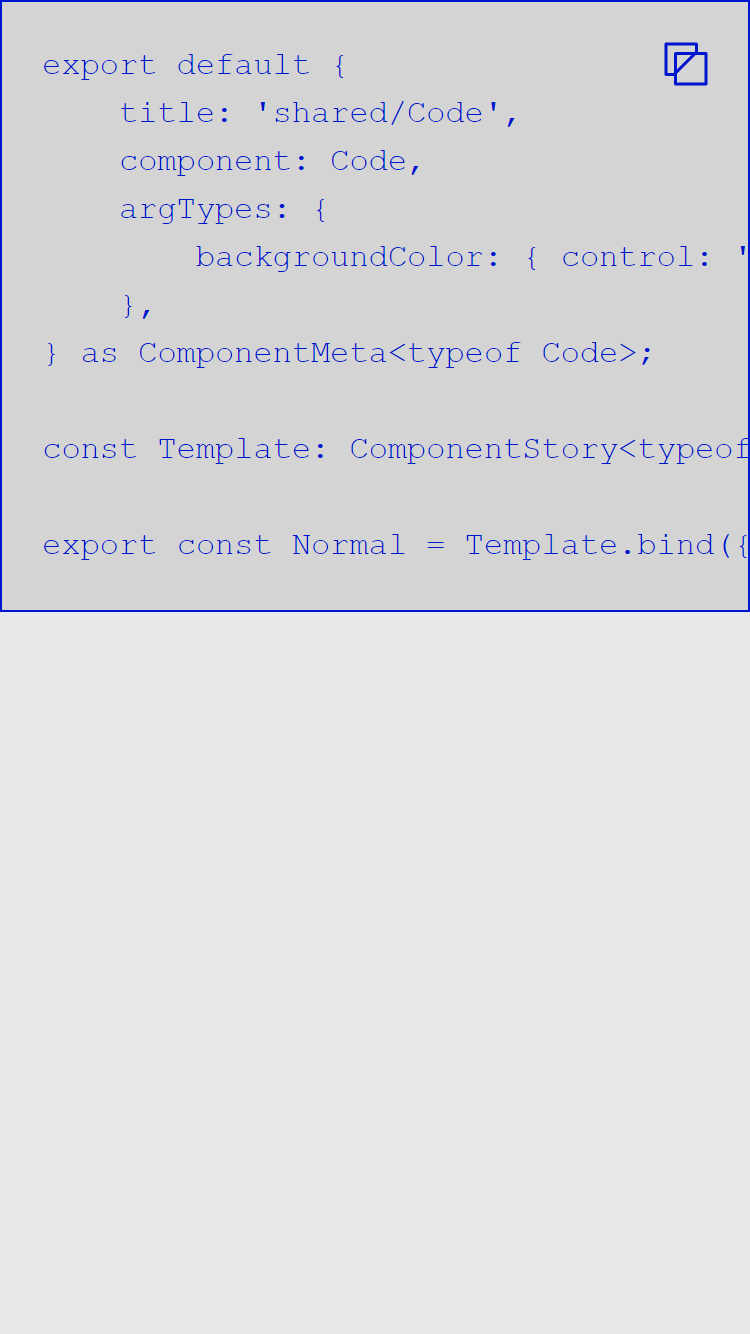 export default {
    title: 'shared/Code',
    component: Code,
    argTypes: {
        backgroundColor: { control: '
    },
} as ComponentMeta<typeof Code>;

const Template: ComponentStory<typeof

export const Normal = Template.bind({